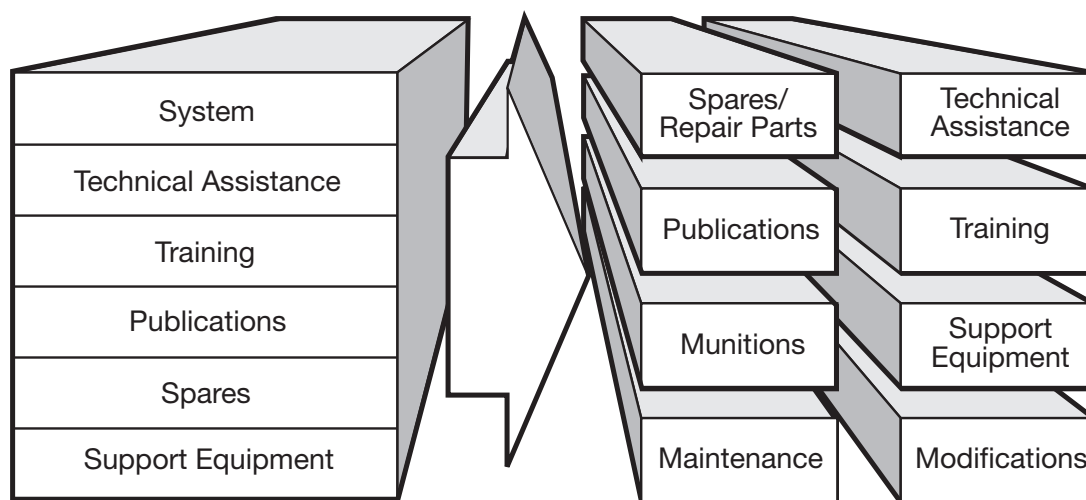 System
Technical Assistance
Training
Publications
Spares
Support Equipment
Spares/
Repair Parts
Publications
Munitions
Maintenance
Technical
Assistance
Training
Support
Equipment
Modifications